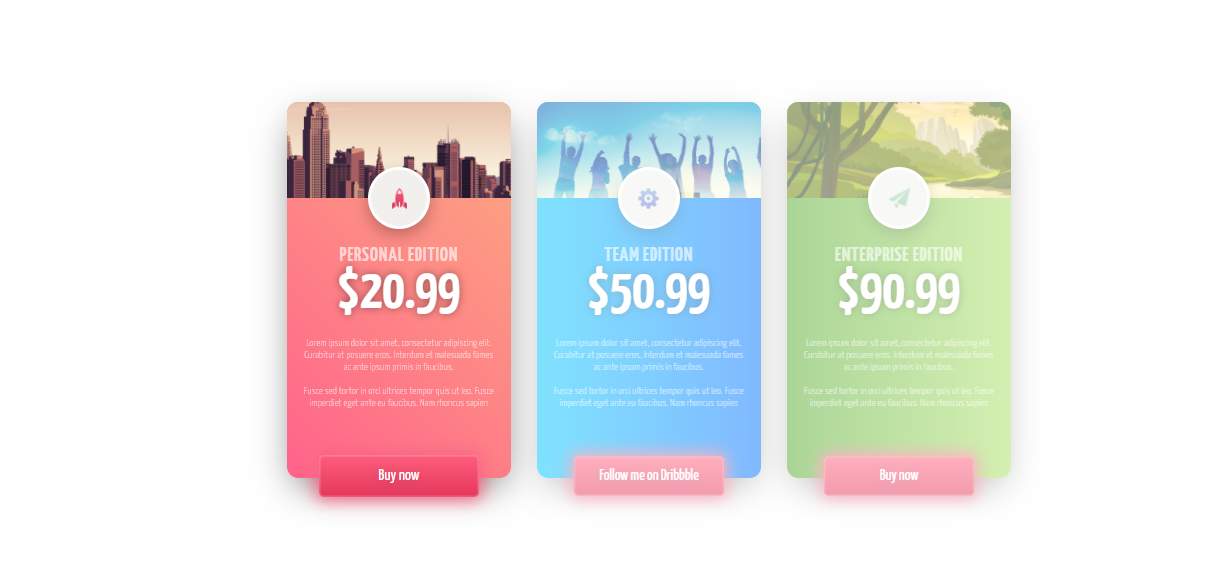 PERSONAL EDITION
$20.99
Lorem ipsum dolor sit amet, consectetur adipiscing elit.
Curabitur at posuere eros. Interdum et malesuada fames
ac ante ipsum primis in faucibus.
Fusce sed tortor in orci ultrices tempor quis ut leo. Fusce
imperdiet eget ante eu faucibus. Nam rhoncus sapien
Buy now
TEAM EDITION
$50.99
Lorem ipsum dolor sit amet, consectetur adipiscing elit.
Curabitur at posuere eros. Interdum et malesuada fames
ac ante ipsum primis in faucibus.
Fusce sed tortor in orci ultrices tempor quis ut leo. Fusce
imperdiet eget ante eu faucibus. Nam rhoncus sapien
Follow me on Dribbble
ENTERPRISE EDITION
$90.99
Lorem ipsum dolor sit amet, consectetur adipiscing elit.
Curabitur at posuere eros. Interdum et malesuada fames
ac ante ipsum primis in faucibus.
Fusce sed tortor in orci ultrices tempor quis ut leo. Fusce
imperdiet eget ante eu faucibus. Nam rhoncus sapien
Buy now